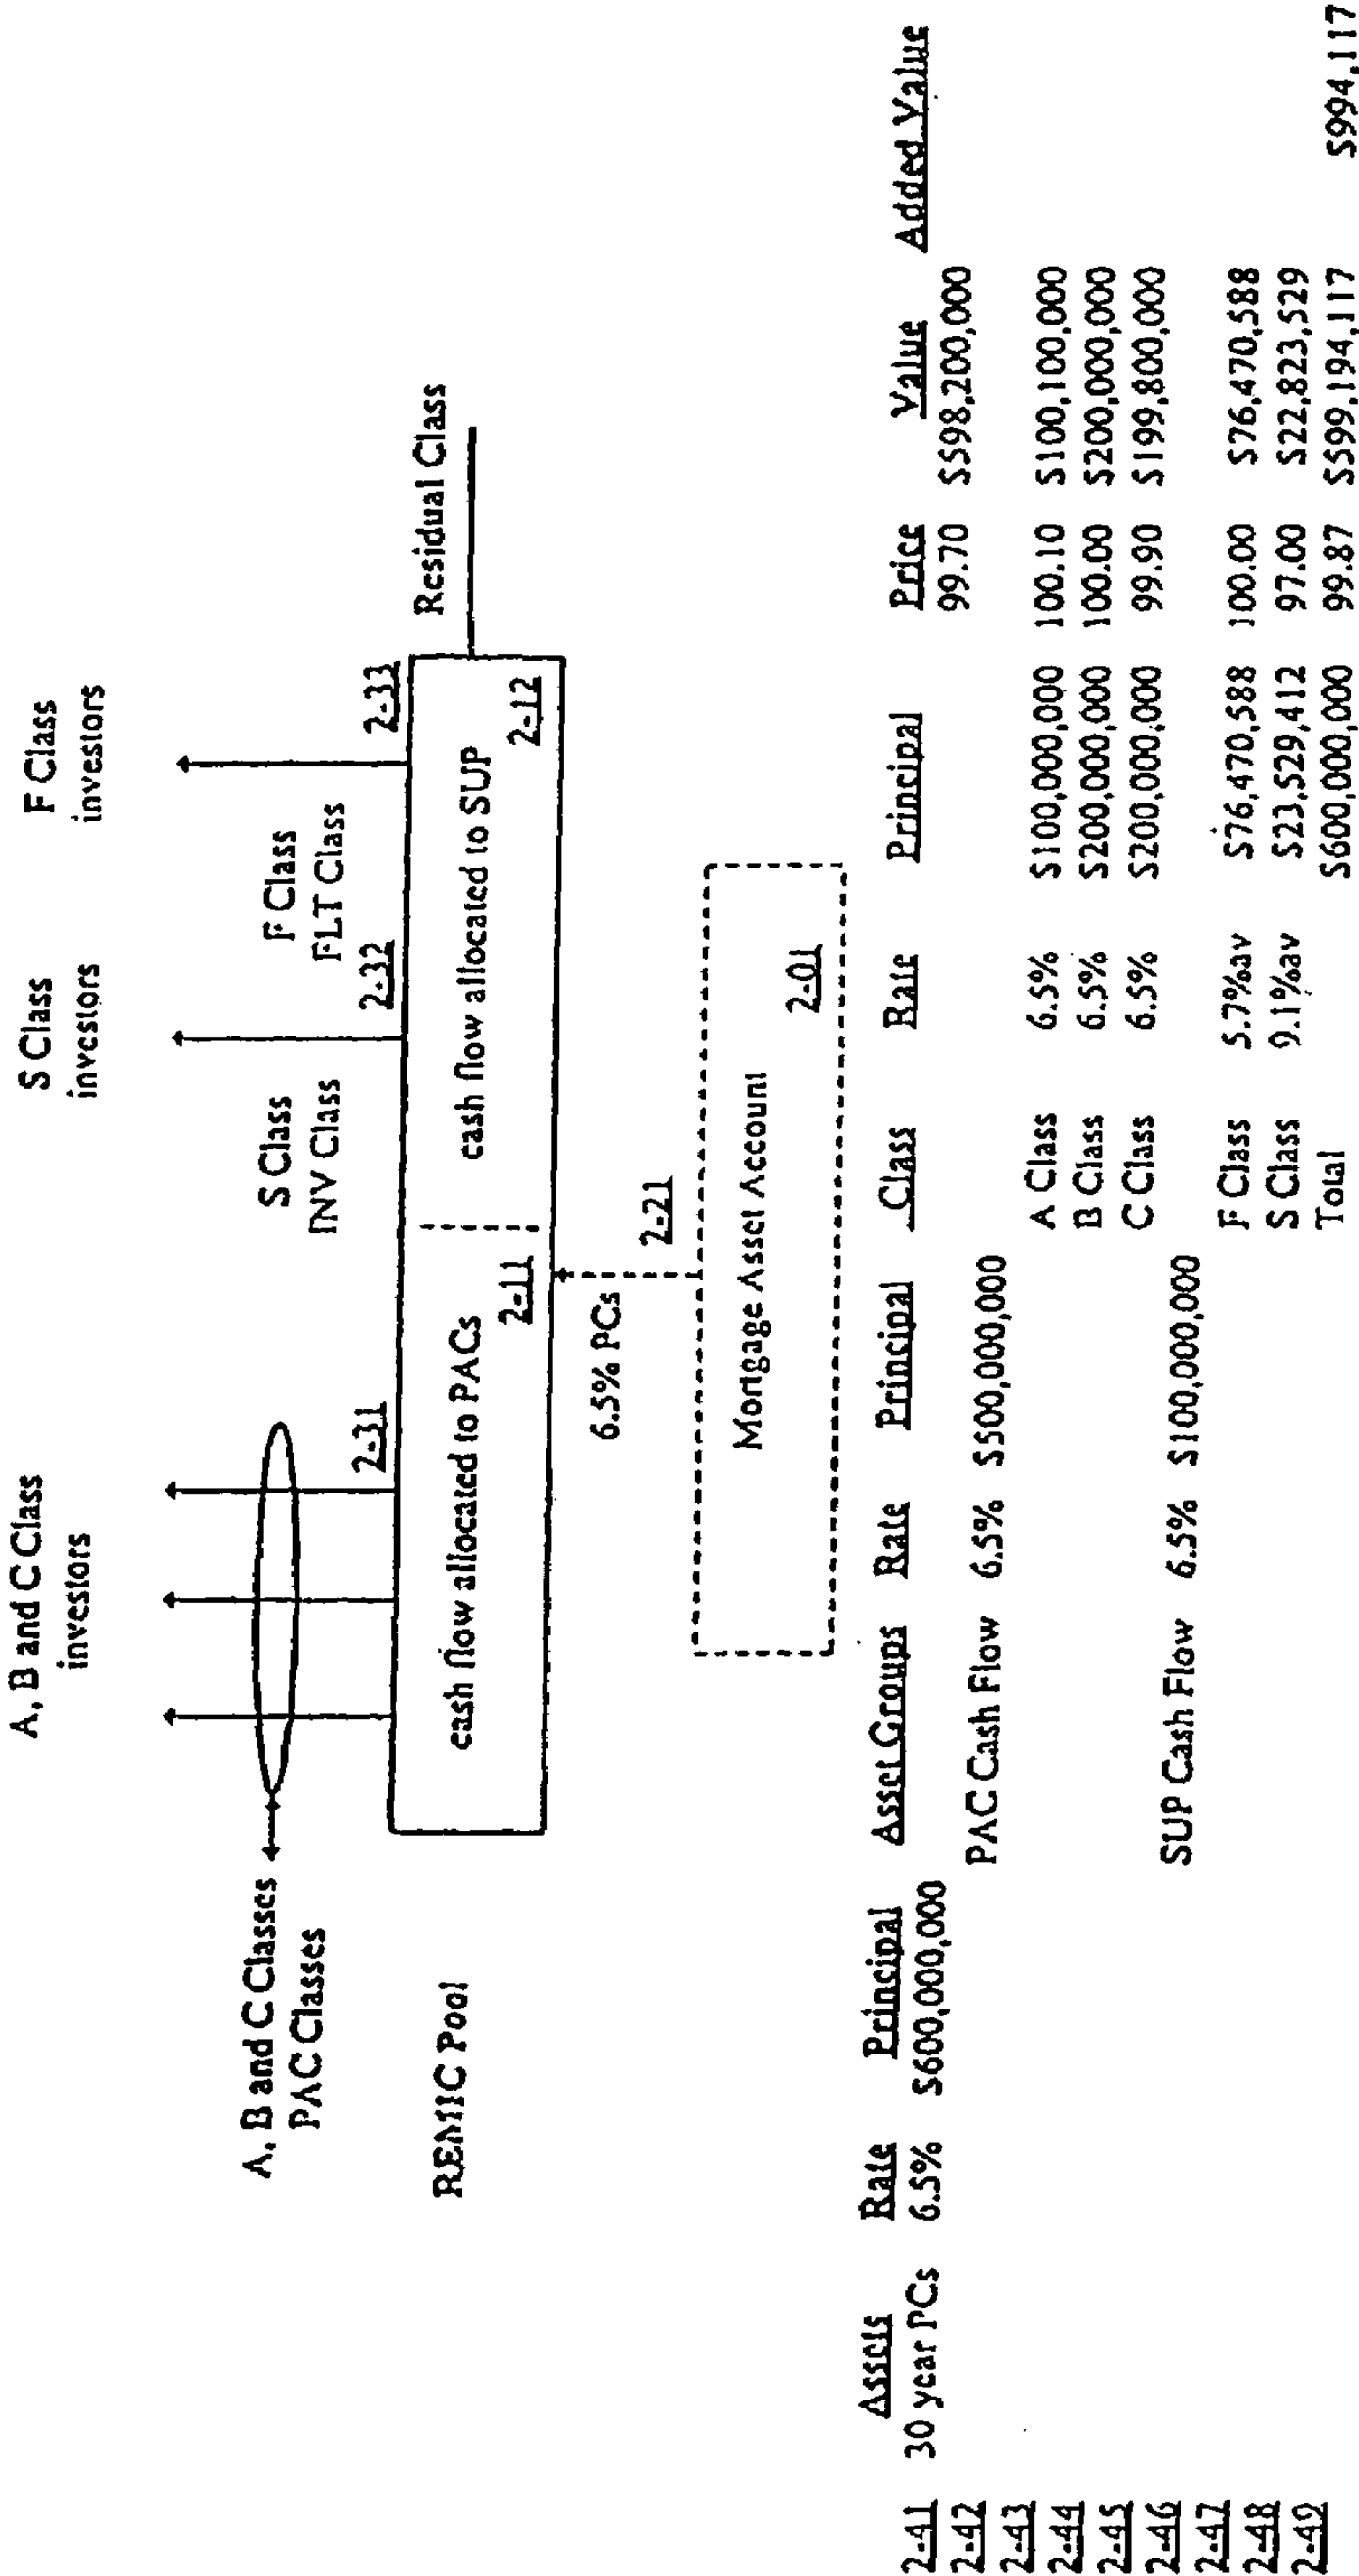 A, B and C Class
investors
S Class
investors
F Class
investors
A, B and C Classes
PAC Classes
2-31
S Class
INV Class
2-32
F Class
FLT Class
2-33
REMIC Pool
cash flow allocated to PACs
2-11
cash flow allocated to SUP
2-12
Residual Class
6.5% PCs
2-21
Mortgage Asset Account
2-01
Assets Rate Principal Asset Groups Rate Principal Class Rate Principal Price Value Added Value
2-41 30 year PCs 6.5% $600,000,000 99.70 $598,200,000
2-42 PAC Cash Flow 6.5% $500,000,000
2-43 A Class 6.5% $100,000,000 100.10 $100,100,000
2-44 B Class 6.5% $200,000,000 100.00 $200,000,000
2-45 C Class 6.5% $200,000,000 99.90 $199,800,000
2-46 SUP Cash Flow 6.5% $100,000,000
2-47 F Class 5.7%av $76,470,588 100.00 $76,470,588
2-48 S Class 9.1%av $23,529,412 97.00 $22,823,529
2-49 Total $600,000,000 99.87 $599,194,117 $994,117